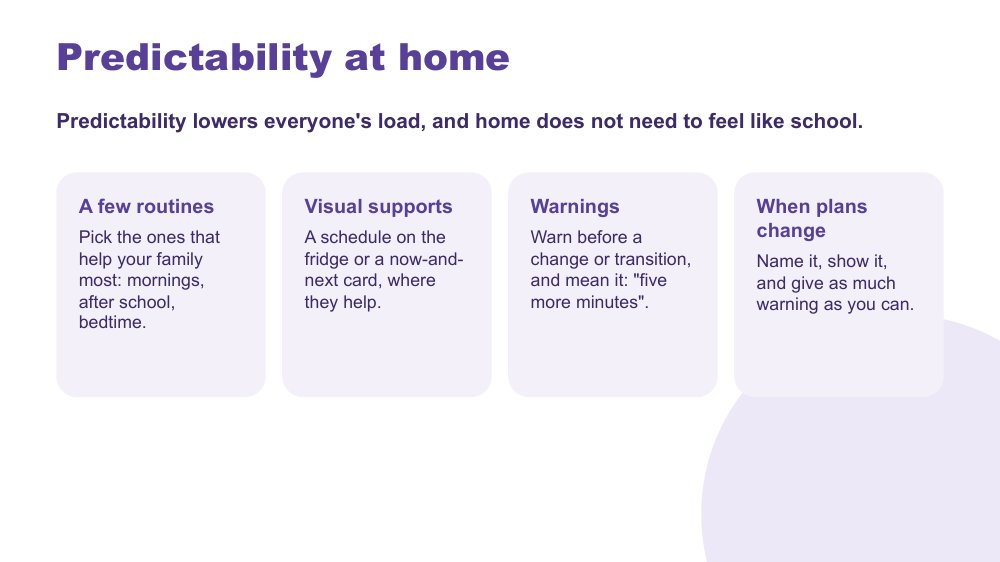 Predictability at home
Predictability lowers everyone's load, and home does not need to feel like school.
A few routines
Pick the ones that
help your family
most: mornings,
after school,
bedtime.
Visual supports
A schedule on the
fridge or a now-and-
next card, where
they help.
Warnings
Warn before a
change or transition,
and mean it: "five
more minutes".
When plans
change
Name it, show it,
and give as much
warning as you can.